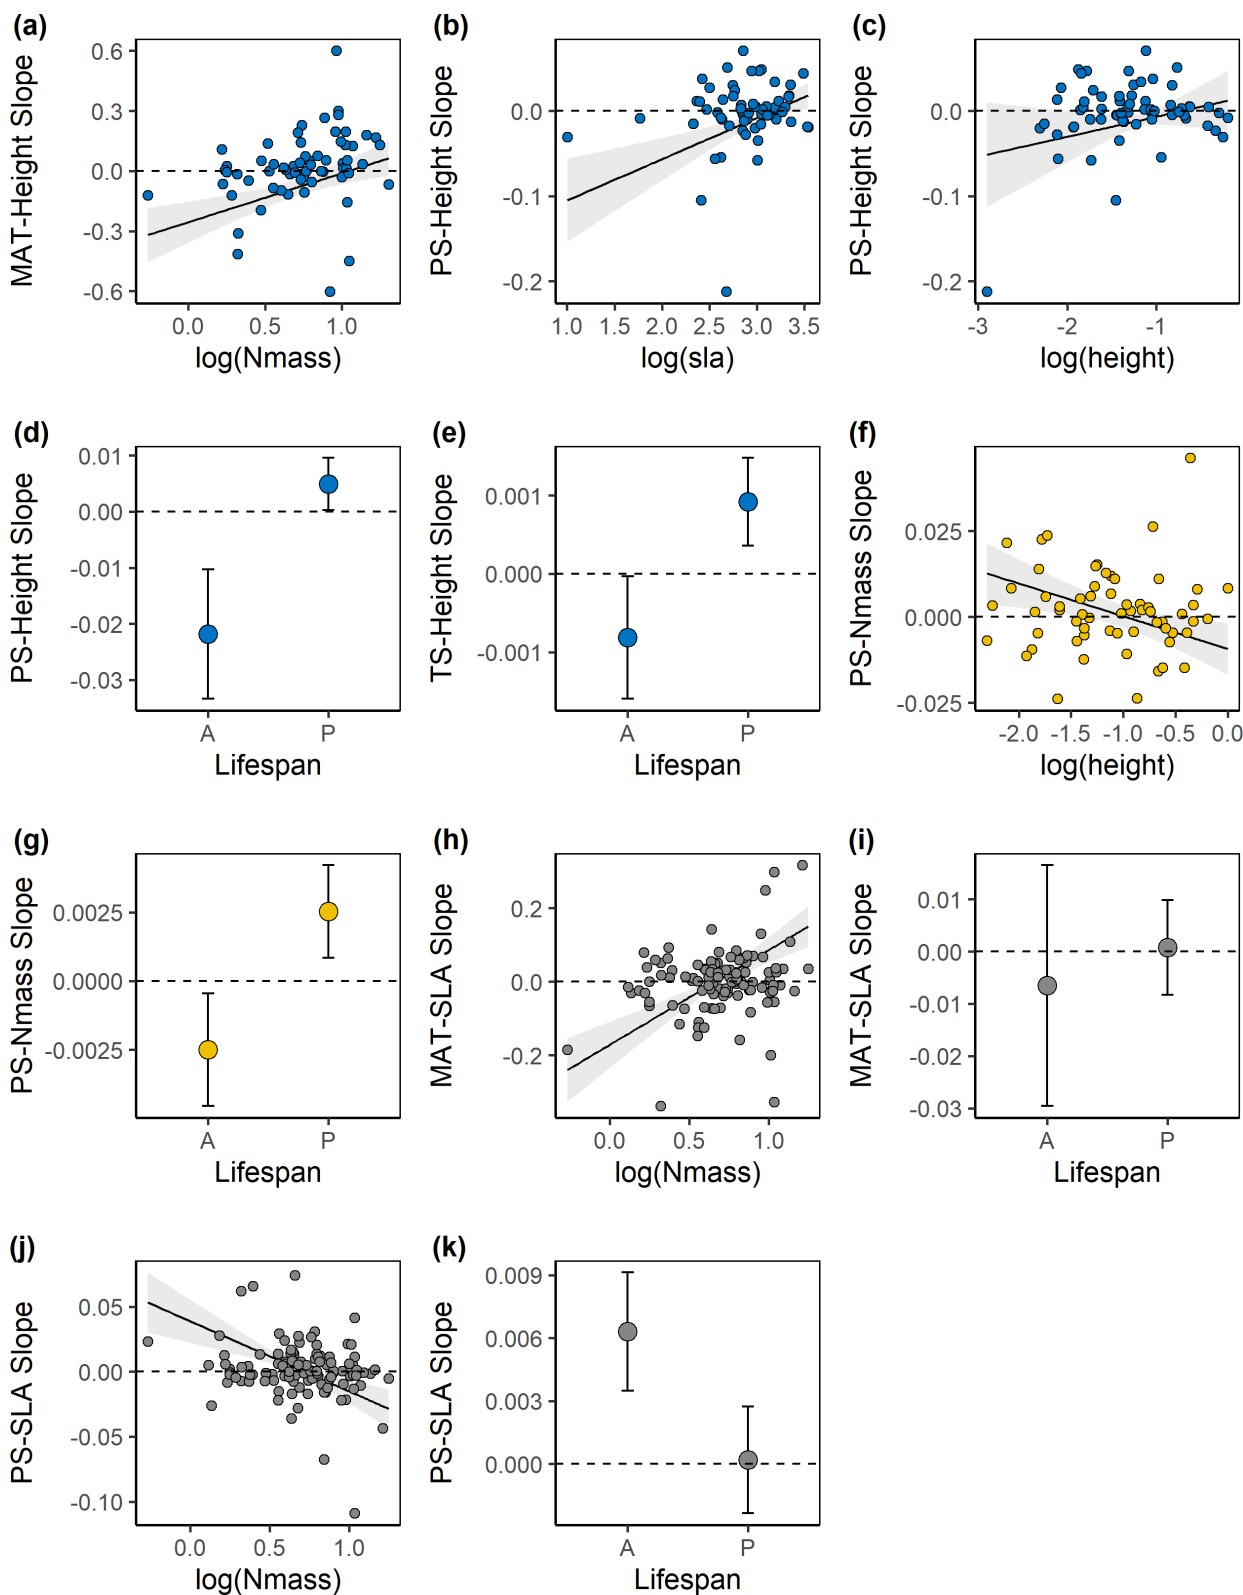 (a)
MAT-Height Slope
0.6
0.3
0.0
-0.3
-0.6
0.0 0.5 1.0
log(Nmass)
(b)
PS-Height Slope
0.0
-0.1
-0.2
1.0 1.5 2.0 2.5 3.0 3.5
log(sla)
(c)
PS-Height Slope
0.0
-0.1
-0.2
-3 -2 -1
log(height)
(d)
PS-Height Slope
0.01
0.00
-0.01
-0.02
-0.03
A P
Lifespan
(e)
TS-Height Slope
0.001
0.000
-0.001
A P
Lifespan
(f)
PS-Nmass Slope
0.025
0.000
-0.025
-2.0 -1.5 -1.0 -0.5 0.0
log(height)
(g)
PS-Nmass Slope
0.0025
0.0000
-0.0025
A P
Lifespan
(h)
MAT-SLA Slope
0.2
0.0
-0.2
0.0 0.5 1.0
log(Nmass)
(i)
MAT-SLA Slope
0.01
0.00
-0.01
-0.02
-0.03
A P
Lifespan
(j)
PS-SLA Slope
0.05
0.00
-0.05
-0.10
0.0 0.5 1.0
log(Nmass)
(k)
PS-SLA Slope
0.009
0.006
0.003
0.000
A P
Lifespan